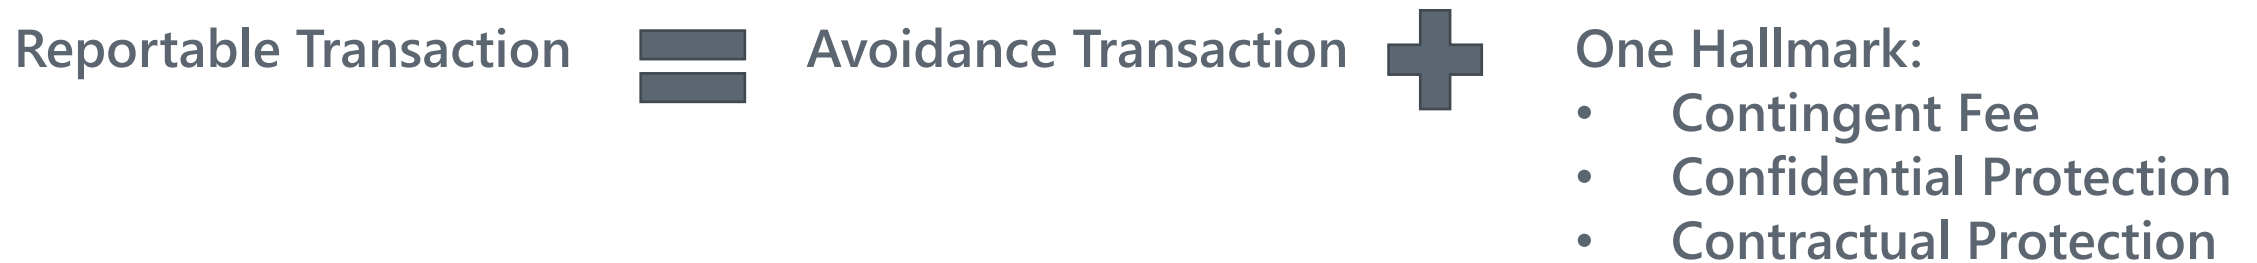 Reportable Transaction
Avoidance Transaction
One Hallmark:
• Contingent Fee
• Confidential Protection
• Contractual Protection